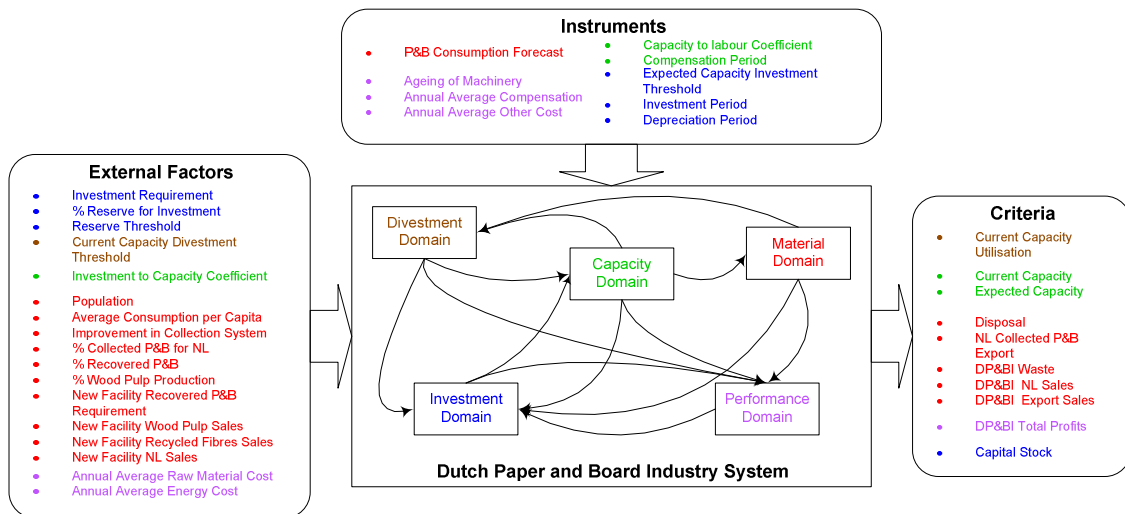 Instruments
P&B Consumption Forecast
Ageing of Machinery
Annual Average Compensation
Annual Average Other Cost
Capacity to labour Coefficient
Compensation Period
Expected Capacity Investment
Threshold
Investment Period
Depreciation Period
External Factors
Investment Requirement
% Reserve for Investment
Reserve Threshold
Current Capacity Divestment
Threshold
Investment to Capacity Coefficient
Population
Average Consumption per Capita
Improvement in Collection System
% Collected P&B for NL
% Recovered P&B
% Wood Pulp Production
New Facility Recovered P&B
Requirement
New Facility Wood Pulp Sales
New Facility Recycled Fibres Sales
New Facility NL Sales
Annual Average Raw Material Cost
Annual Average Energy Cost
Divestment
Domain
Capacity
Domain
Material
Domain
Investment
Domain
Performance
Domain
Dutch Paper and Board Industry System
Criteria
Current Capacity
Utilisation
Current Capacity
Expected Capacity
Disposal
NL Collected P&B
Export
DP&BI Waste
DP&BI NL Sales
DP&BI Export Sales
DP&BI Total Profits
Capital Stock